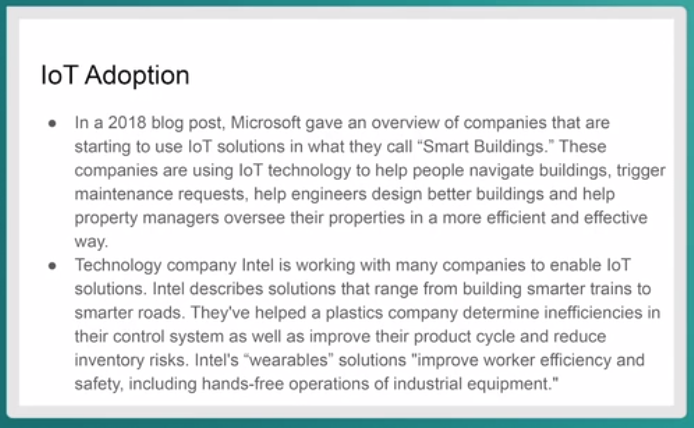 IoT Adoption
● In a 2018 blog post, Microsoft gave an overview of companies that are
starting to use IoT solutions in what they call “Smart Buildings.” These
companies are using IoT technology to help people navigate buildings, trigger
maintenance requests, help engineers design better buildings and help
property managers oversee their properties in a more efficient and effective
way.
● Technology company Intel is working with many companies to enable IoT
solutions. Intel describes solutions that range from building smarter trains to
smarter roads. They've helped a plastics company determine inefficiencies in
their control system as well as improve their product cycle and reduce
inventory risks. Intel's “wearables” solutions "improve worker efficiency and
safety, including hands-free operations of industrial equipment."